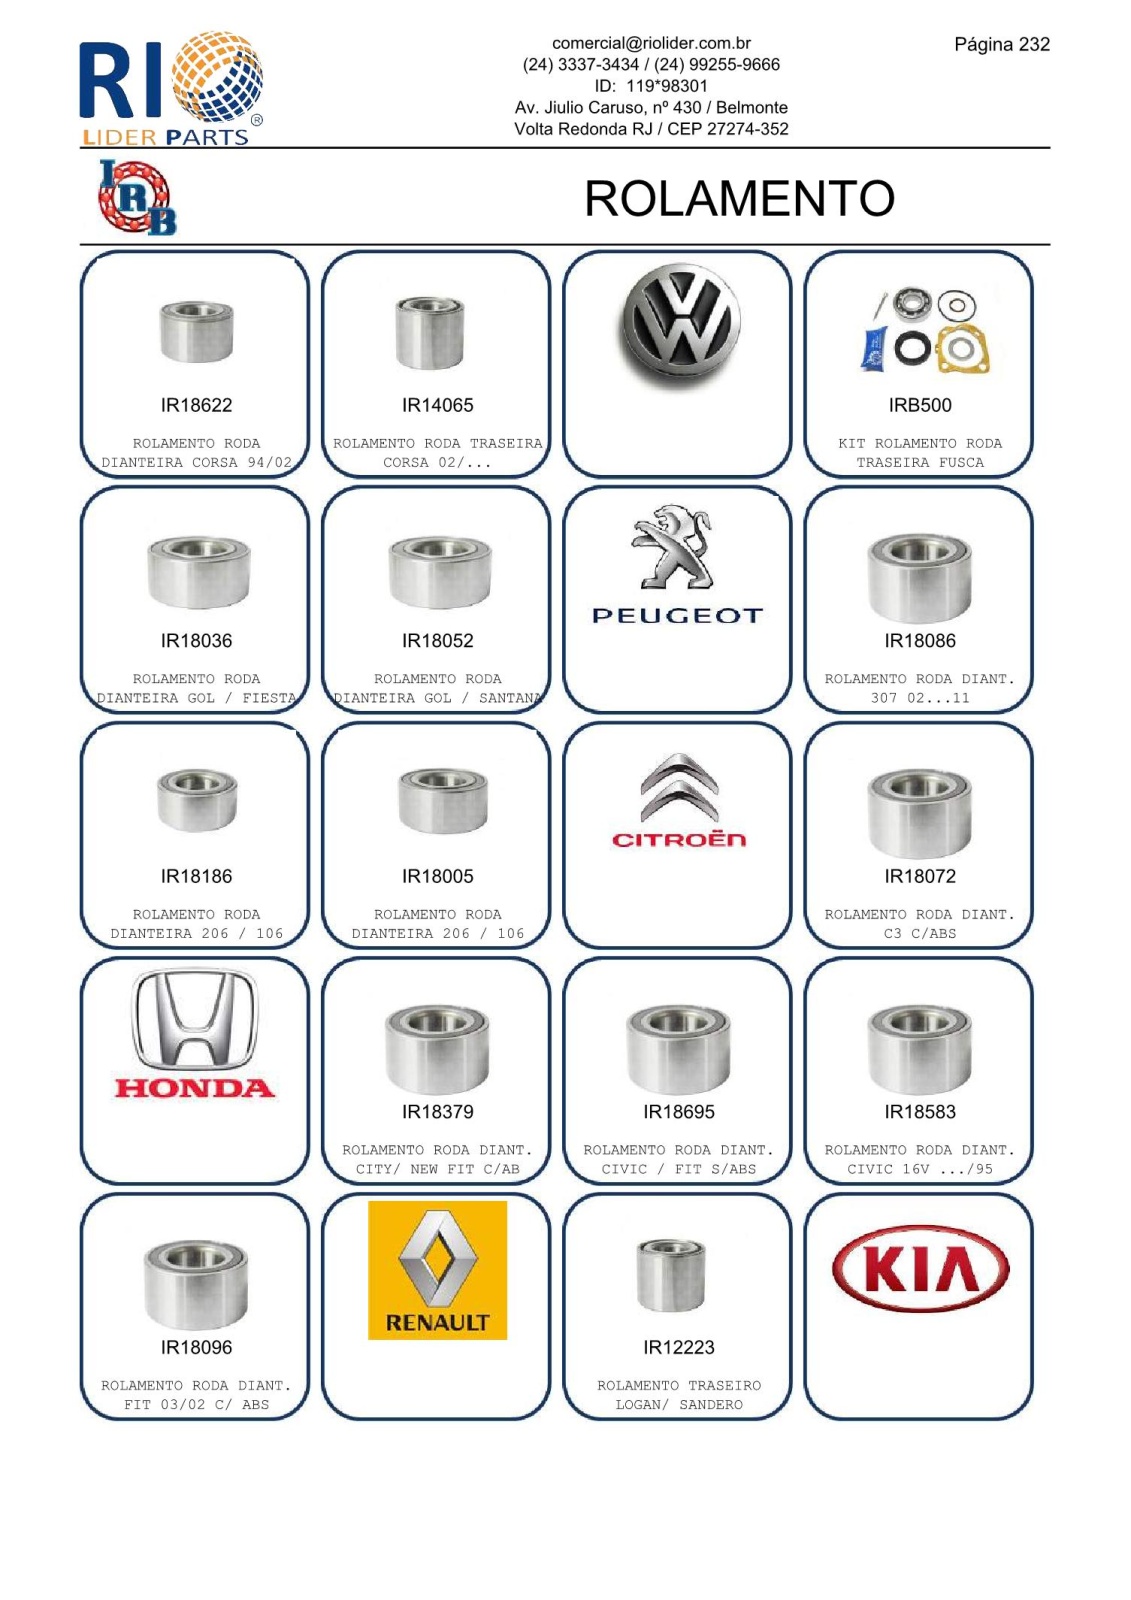 RIO
LIDER PARTS
®
comercial@riolider.com.br
(24) 3337-3434 / (24) 99255-9666
ID: 119*98301
Av. Jiulio Caruso, nº 430 / Belmonte
Volta Redonda RJ / CEP 27274-352
Página 232
IRB
ROLAMENTO
IR18622
ROLAMENTO RODA
DIANTEIRA CORSA 94/02
IR14065
ROLAMENTO RODA TRASEIRA
CORSA 02/...
IRB500
KIT ROLAMENTO RODA
TRASEIRA FUSCA
IR18036
ROLAMENTO RODA
DIANTEIRA GOL / FIESTA
IR18052
ROLAMENTO RODA
DIANTEIRA GOL / SANTANA
PEUGEOT
IR18086
ROLAMENTO RODA DIANT.
307 02...11
IR18186
ROLAMENTO RODA
DIANTEIRA 206 / 106
IR18005
ROLAMENTO RODA
DIANTEIRA 206 / 106
CITROËN
IR18072
ROLAMENTO RODA DIANT.
C3 C/ABS
HONDA
IR18379
ROLAMENTO RODA DIANT.
CITY/ NEW FIT C/AB
IR18695
ROLAMENTO RODA DIANT.
CIVIC / FIT S/ABS
IR18583
ROLAMENTO RODA DIANT.
CIVIC 16V .../95
IR18096
ROLAMENTO RODA DIANT.
FIT 03/02 C/ ABS
RENAULT
IR12223
ROLAMENTO TRASEIRO
LOGAN/ SANDERO
KIA